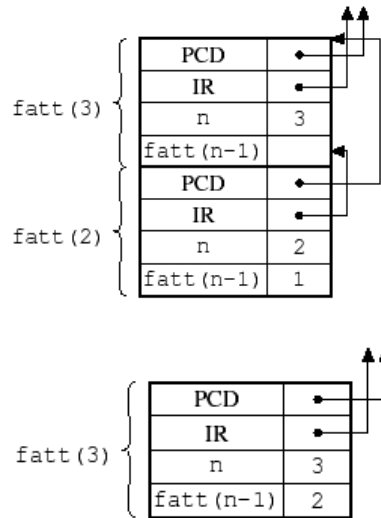 PCD
IR
fatt(3)
n 3
fatt(n-1)
PCD
IR
fatt(2)
n 2
fatt(n-1) 1
PCD
IR
fatt(3)
n 3
fatt(n-1) 2